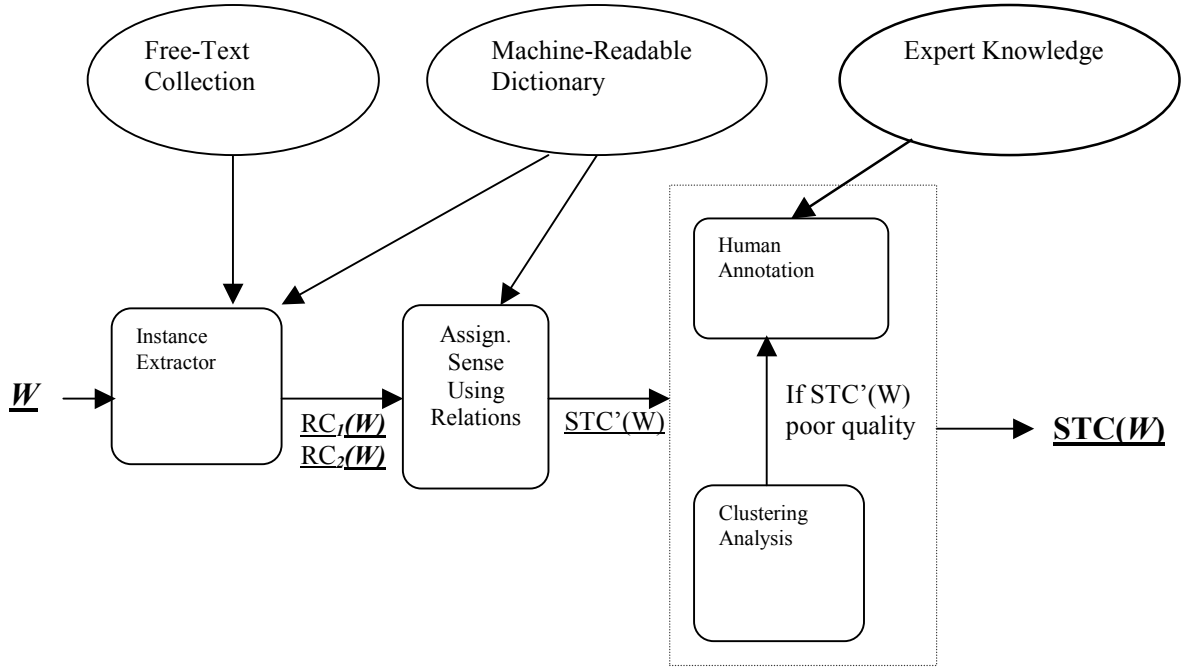 Free-Text
Collection
Machine-Readable
Dictionary
Expert Knowledge
Human
Annotation
Instance
Extractor
Assign.
Sense
Using
Relations
W
RC1(W)
RC2(W)
STC’(W)
If STC’(W)
poor quality
STC(W)
Clustering
Analysis